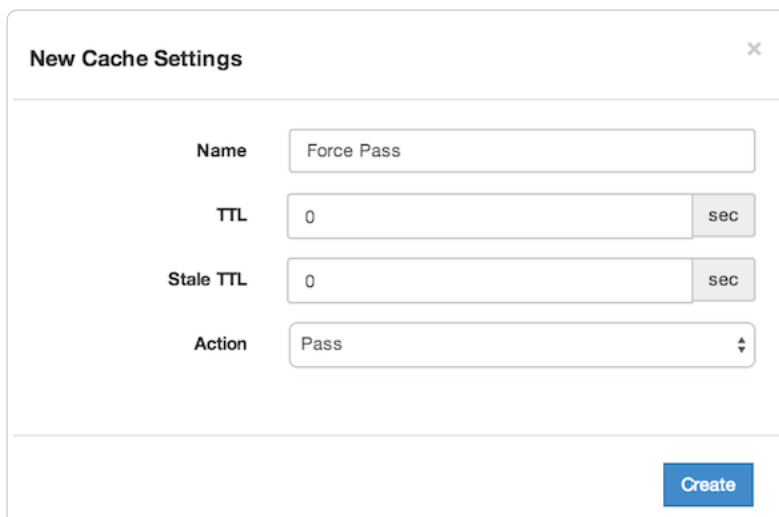 New Cache Settings ×
Name Force Pass
TTL 0 sec
Stale TTL 0 sec
Action Pass
Create